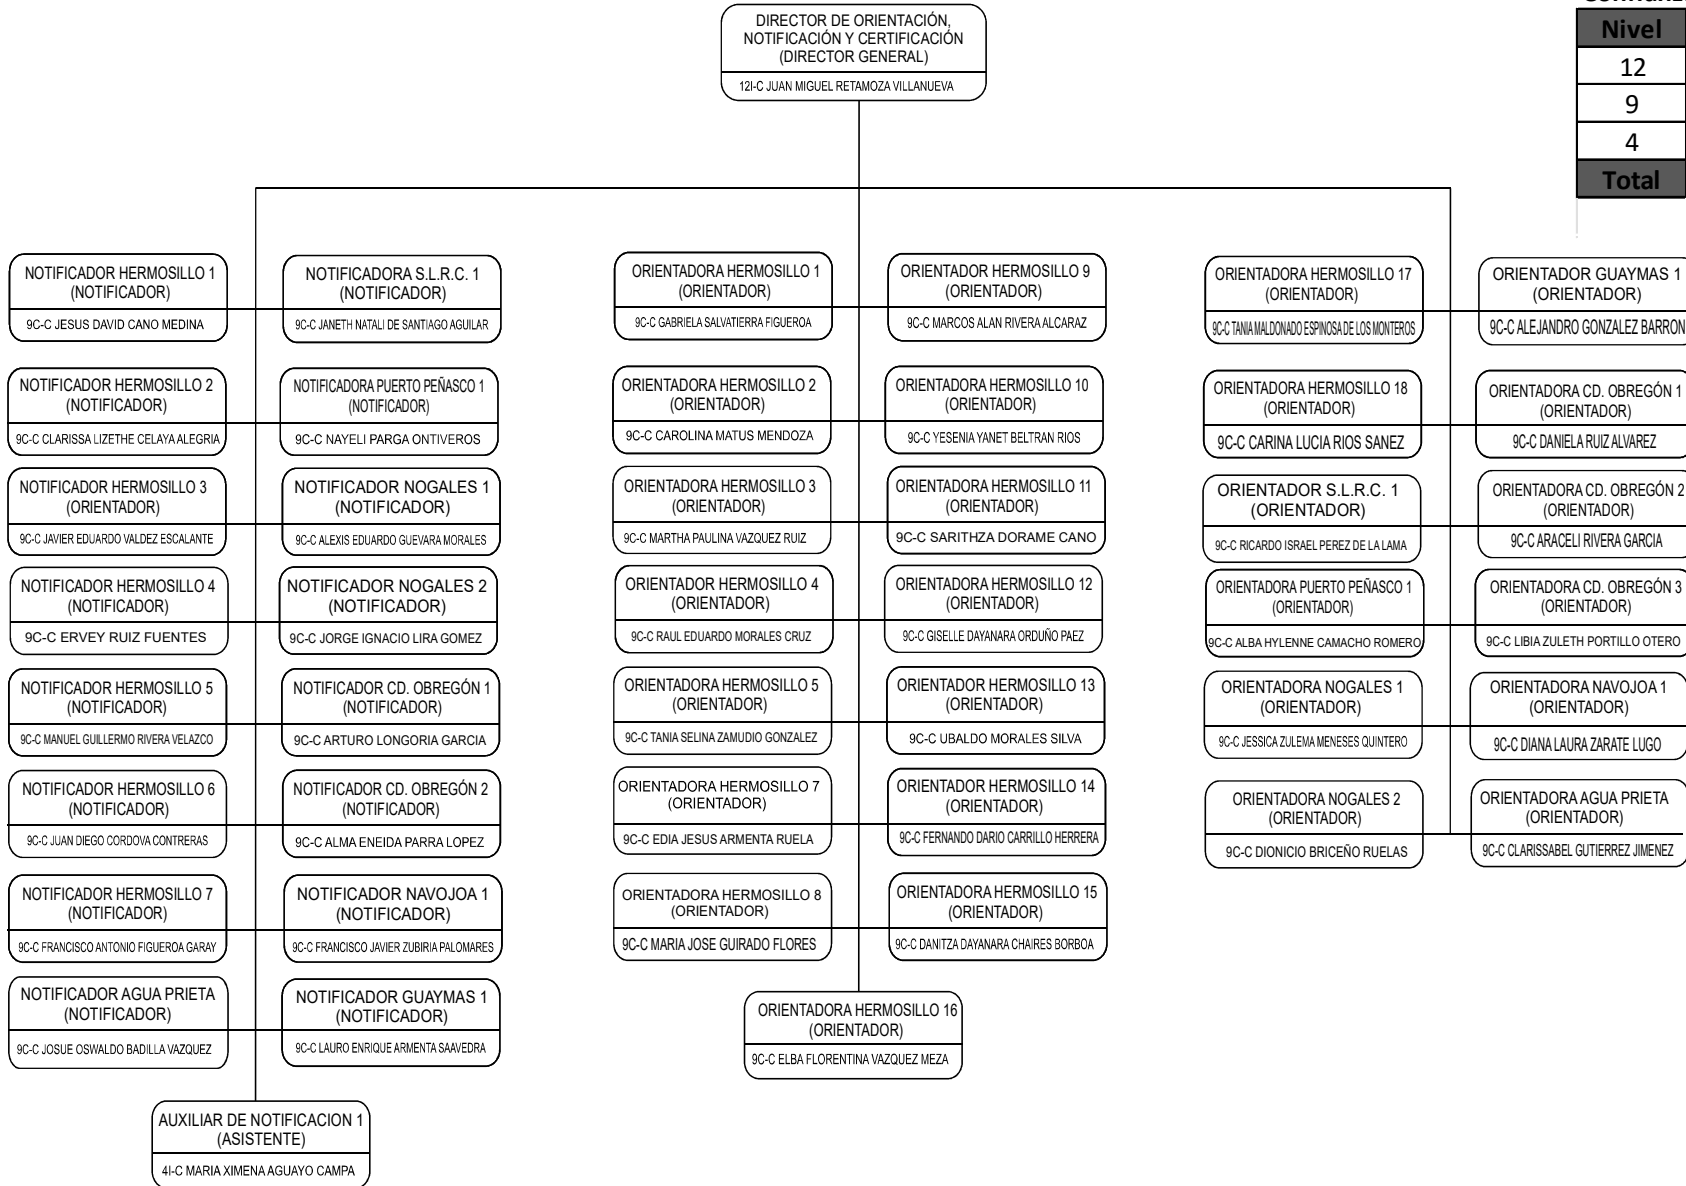 DIRECTOR DE ORIENTACIÓN,
NOTIFICACIÓN Y CERTIFICACIÓN
(DIRECTOR GENERAL)
12I-C JUAN MIGUEL RETAMOZA VILLANUEVA
Nivel
12
9
4
Total
NOTIFICADOR HERMOSILLO 1
(NOTIFICADOR)
9C-C JESUS DAVID CANO MEDINA
NOTIFICADORA S.L.R.C. 1
(NOTIFICADOR)
9C-C JANETH NATALI DE SANTIAGO AGUILAR
NOTIFICADOR HERMOSILLO 2
(NOTIFICADOR)
9C-C CLARISSA LIZETHE CELAYA ALEGRIA
NOTIFICADORA PUERTO PEÑASCO 1
(NOTIFICADOR)
9C-C NAYELI PARGA ONTIVEROS
NOTIFICADOR HERMOSILLO 3
(ORIENTADOR)
9C-C JAVIER EDUARDO VALDEZ ESCALANTE
NOTIFICADOR NOGALES 1
(NOTIFICADOR)
9C-C ALEXIS EDUARDO GUEVARA MORALES
NOTIFICADOR HERMOSILLO 4
(NOTIFICADOR)
9C-C ERVEY RUIZ FUENTES
NOTIFICADOR NOGALES 2
(NOTIFICADOR)
9C-C JORGE IGNACIO LIRA GOMEZ
NOTIFICADOR HERMOSILLO 5
(NOTIFICADOR)
9C-C MANUEL GUILLERMO RIVERA VELAZCO
NOTIFICADOR CD. OBREGÓN 1
(NOTIFICADOR)
9C-C ARTURO LONGORIA GARCIA
NOTIFICADOR HERMOSILLO 6
(NOTIFICADOR)
9C-C JUAN DIEGO CORDOVA CONTRERAS
NOTIFICADOR CD. OBREGÓN 2
(NOTIFICADOR)
9C-C ALMA ENEIDA PARRA LOPEZ
NOTIFICADOR HERMOSILLO 7
(NOTIFICADOR)
9C-C FRANCISCO ANTONIO FIGUEROA GARAY
NOTIFICADOR NAVOJOA 1
(NOTIFICADOR)
9C-C FRANCISCO JAVIER ZUBIRIA PALOMARES
NOTIFICADOR AGUA PRIETA
(NOTIFICADOR)
9C-C JOSUE OSWALDO BADILLA VAZQUEZ
NOTIFICADOR GUAYMAS 1
(NOTIFICADOR)
9C-C LAURO ENRIQUE ARMENTA SAAVEDRA
AUXILIAR DE NOTIFICACION 1
(ASISTENTE)
4I-C MARIA XIMENA AGUAYO CAMPA
ORIENTADORA HERMOSILLO 1
(ORIENTADOR)
9C-C GABRIELA SALVATIERRA FIGUEROA
ORIENTADOR HERMOSILLO 9
(ORIENTADOR)
9C-C MARCOS ALAN RIVERA ALCARAZ
ORIENTADORA HERMOSILLO 2
(ORIENTADOR)
9C-C CAROLINA MATUS MENDOZA
ORIENTADORA HERMOSILLO 10
(ORIENTADOR)
9C-C YESENIA YANET BELTRAN RIOS
ORIENTADORA HERMOSILLO 3
(ORIENTADOR)
9C-C MARTHA PAULINA VAZQUEZ RUIZ
ORIENTADORA HERMOSILLO 11
(ORIENTADOR)
9C-C SARITHZA DORAME CANO
ORIENTADOR HERMOSILLO 4
(ORIENTADOR)
9C-C RAUL EDUARDO MORALES CRUZ
ORIENTADORA HERMOSILLO 12
(ORIENTADOR)
9C-C GISELLE DAYANARA ORDUÑO PAEZ
ORIENTADORA HERMOSILLO 5
(ORIENTADOR)
9C-C TANIA SELINA ZAMUDIO GONZALEZ
ORIENTADOR HERMOSILLO 13
(ORIENTADOR)
9C-C UBALDO MORALES SILVA
ORIENTADORA HERMOSILLO 7
(ORIENTADOR)
9C-C EDIA JESUS ARMENTA RUELA
ORIENTADOR HERMOSILLO 14
(ORIENTADOR)
9C-C FERNANDO DARIO CARRILLO HERRERA
ORIENTADORA HERMOSILLO 8
(ORIENTADOR)
9C-C MARIA JOSE GUIRADO FLORES
ORIENTADORA HERMOSILLO 15
(ORIENTADOR)
9C-C DANITZA DAYANARA CHAIRES BORBOA
ORIENTADORA HERMOSILLO 16
(ORIENTADOR)
9C-C ELBA FLORENTINA VAZQUEZ MEZA
ORIENTADORA HERMOSILLO 17
(ORIENTADOR)
9C-C TANIA MALDONADO ESPINOSA DE LOS MONTEROS
ORIENTADOR GUAYMAS 1
(ORIENTADOR)
9C-C ALEJANDRO GONZALEZ BARRON
ORIENTADORA HERMOSILLO 18
(ORIENTADOR)
9C-C CARINA LUCIA RIOS SANEZ
ORIENTADORA CD. OBREGÓN 1
(ORIENTADOR)
9C-C DANIELA RUIZ ALVAREZ
ORIENTADOR S.L.R.C. 1
(ORIENTADOR)
9C-C RICARDO ISRAEL PEREZ DE LA LAMA
ORIENTADORA CD. OBREGÓN 2
(ORIENTADOR)
9C-C ARACELI RIVERA GARCIA
ORIENTADORA PUERTO PEÑASCO 1
(ORIENTADOR)
9C-C ALBA HYLENNE CAMACHO ROMERO
ORIENTADORA CD. OBREGÓN 3
(ORIENTADOR)
9C-C LIBIA ZULETH PORTILLO OTERO
ORIENTADORA NOGALES 1
(ORIENTADOR)
9C-C JESSICA ZULEMA MENESES QUINTERO
ORIENTADORA NAVOJOA 1
(ORIENTADOR)
9C-C DIANA LAURA ZARATE LUGO
ORIENTADORA NOGALES 2
(ORIENTADOR)
9C-C DIONICIO BRICEÑO RUELAS
ORIENTADORA AGUA PRIETA
(ORIENTADOR)
9C-C CLARISSABEL GUTIERREZ JIMENEZ